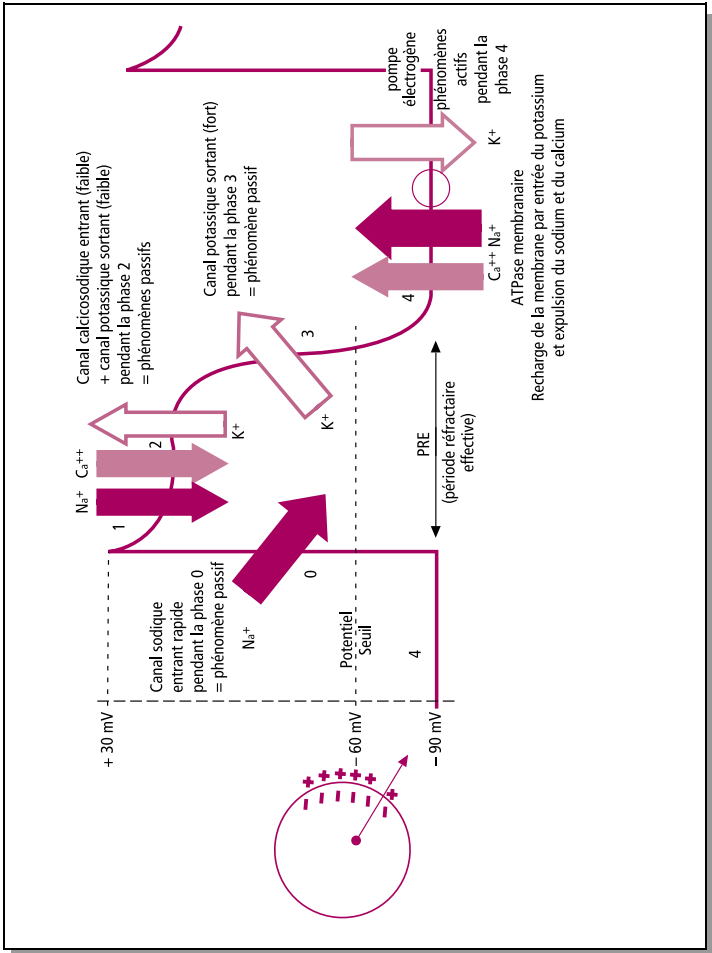 Canal calcicosodique entrant (faible)
+ canal potassique sortant (faible)
pendant la phase 2
= phénomènes passifs
Canal potassique sortant (fort)
pendant la phase 3
= phénomène passif
Na+ Ca++
K+
1
2
3
K+
Canal sodique
entrant rapide
pendant la phase 0
= phénomène passif
Na+
0
Potentiel
Seuil
4
+ 30 mV
– 60 mV
– 90 mV
PRE
(période réfractaire
effective)
4
pompe
électrogène
phénomènes
actifs
pendant la
phase 4
Ca++ Na+
K+
ATPase membranaire
Recharge de la membrane par entrée du potassium
et expulsion du sodium et du calcium